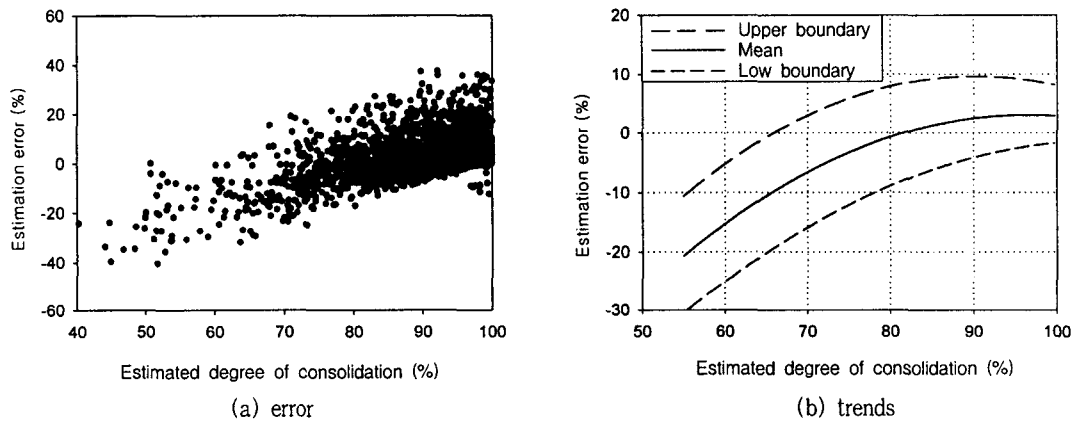 60
40
20
0
-20
-40
-60
40 50 60 70 80 90 100
Estimation error (%)
Estimated degree of consolidation (%)
(a) error
20
10
0
-10
-20
-30
50 60 70 80 90 100
Estimation error (%)
Upper boundary
Mean
Low boundary
Estimated degree of consolidation (%)
(b) trends